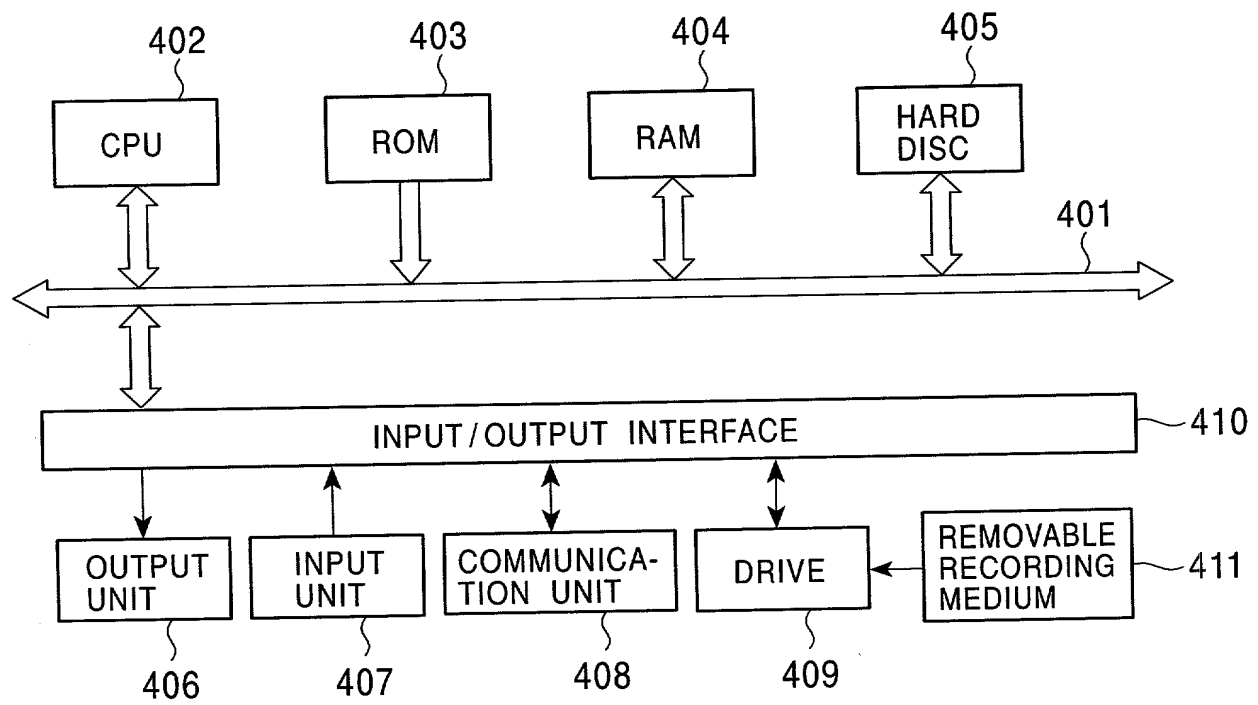 402
403
404
405
CPU
ROM
RAM
HARD
DISC
401
INPUT/OUTPUT INTERFACE
410
OUTPUT
UNIT
INPUT
UNIT
COMMUNICA-
TION UNIT
DRIVE
REMOVABLE
RECORDING
MEDIUM
411
406
407
408
409